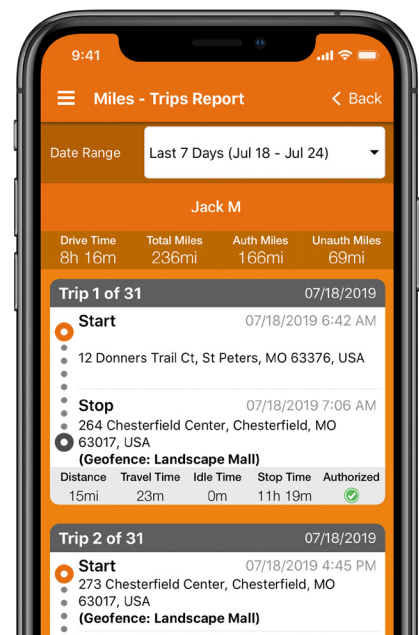 9:41
Miles - Trips Report
Back
Date Range
Last 7 Days (Jul 18 - Jul 24)
Jack M
Drive Time Total Miles Auth Miles Unauth Miles
8h 16m 236mi 166mi 69mi
Trip 1 of 31 07/18/2019
Start 07/18/2019 6:42 AM
12 Donners Trail Ct, St Peters, MO 63376, USA
Stop 07/18/2019 7:06 AM
264 Chesterfield Center, Chesterfield, MO
63017, USA
(Geofence: Landscape Mall)
Distance Travel Time Idle Time Stop Time Authorized
15mi 23m 0m 11h 19m
Trip 2 of 31 07/18/2019
Start 07/18/2019 4:45 PM
273 Chesterfield Center, Chesterfield, MO
63017, USA
(Geofence: Landscape Mall)